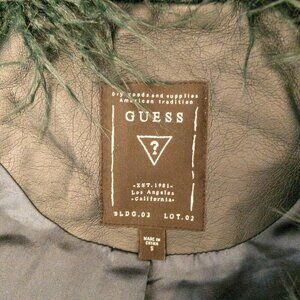 Dry goods and supplies
American tradition
GUESS
?
-EST.1981-
Los Angeles
-California-
BLDG.03 LOT.02
MADE IN
CHINA
S